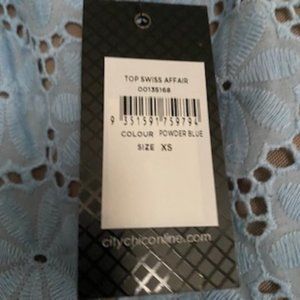 TOP SWISS AFFAIR
00135168
9 351591 759794
COLOUR POWDER BLUE
SIZE XS
citychiconline.com